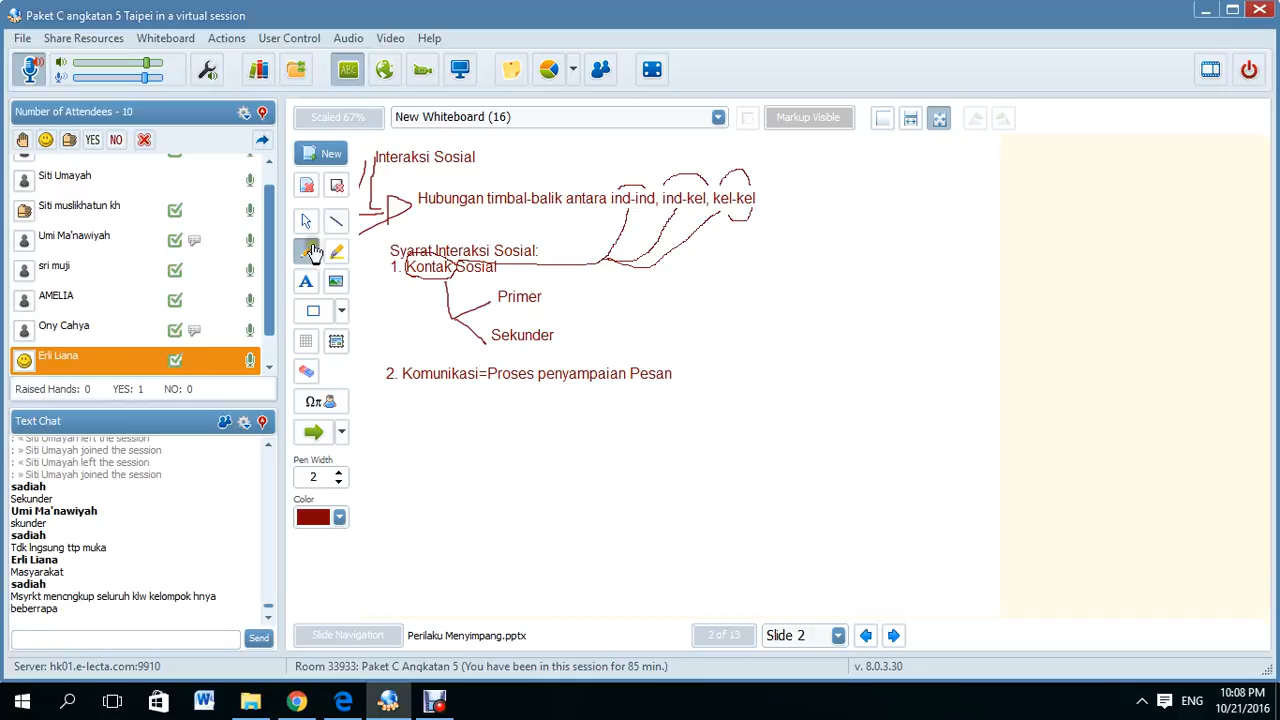 Paket C angkatan 5 Taipei in a virtual session
File Share Resources Whiteboard Actions User Control Audio Video Help
ABC
Number of Attendees - 10
YES NO
Siti Umayah
Siti muslikhatun kh
Umi Ma'nawiyah
sri muji
AMELIA
Ony Cahya
Erli Liana
Raised Hands: 0 YES: 1 NO: 0
Text Chat
: « Siti Umayah left the session
: » Siti Umayah joined the session
: « Siti Umayah left the session
: » Siti Umayah joined the session
sadiah
Sekunder
Umi Ma'nawiyah
skunder
sadiah
Tdk lngsung ttp muka
Erli Liana
Masyarakat
sadiah
Msyrkt mencngkup seluruh klw kelompok hnya
beberrapa
Send
Scaled 67% New Whiteboard (16) Markup Visible
New
A
Ωπ
Pen Width
2
Color
Interaksi Sosial
Hubungan timbal-balik antara ind-ind, ind-kel, kel-kel
Syarat Interaksi Sosial:
1. Kontak Sosial
Primer
Sekunder
2. Komunikasi=Proses penyampaian Pesan
Slide Navigation Perilaku Menyimpang.pptx 2 of 13 Slide 2
Server: hk01.e-lecta.com:9910 Room 33933: Paket C Angkatan 5 (You have been in this session for 85 min.) v. 8.0.3.30
ENG
10:08 PM
10/21/2016